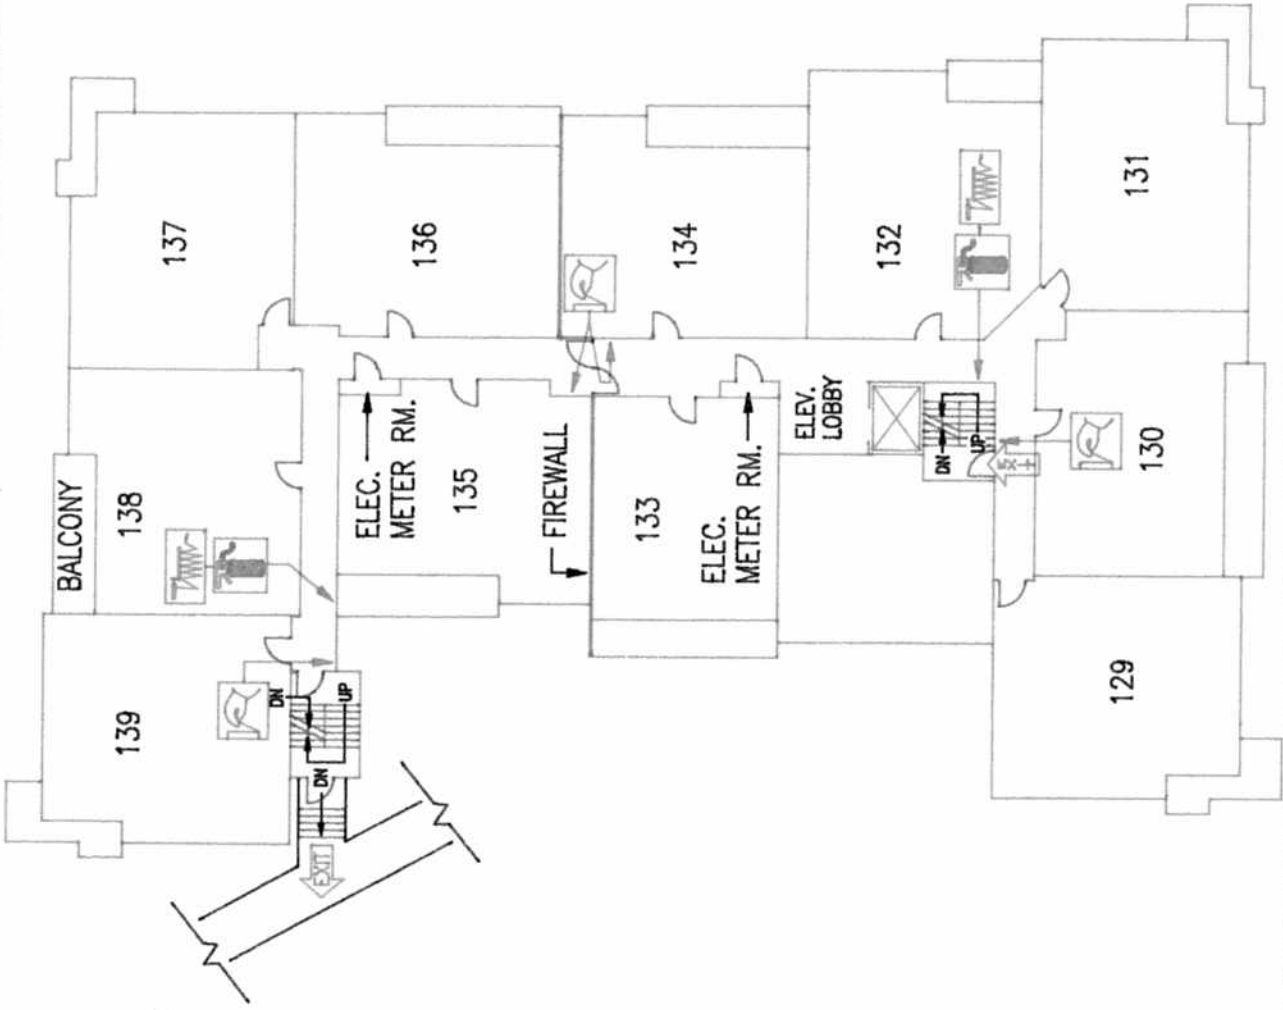 137
136
134
132
131
138
BALCONY
ELEC.
METER RM.
135
FIREWALL
133
ELEC.
METER RM.
ELEV.
LOBBY
DN
UP
130
129
139
DN
UP
DN
EXIT